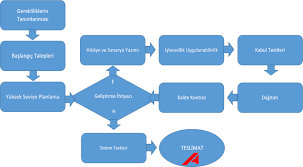 Gereksinimlerin
Tanımlanması
Başlangıç Talepleri
Yüksek Seviye Planlama
Hikâye ve Senaryo Yazımı
İşlevsellik Uygulanabilirlik
Kabul Testleri
E
Geliştirme İhtiyacı
H
Kalite Kontrol
Dağıtım
Sistem Testleri
TESLİMAT